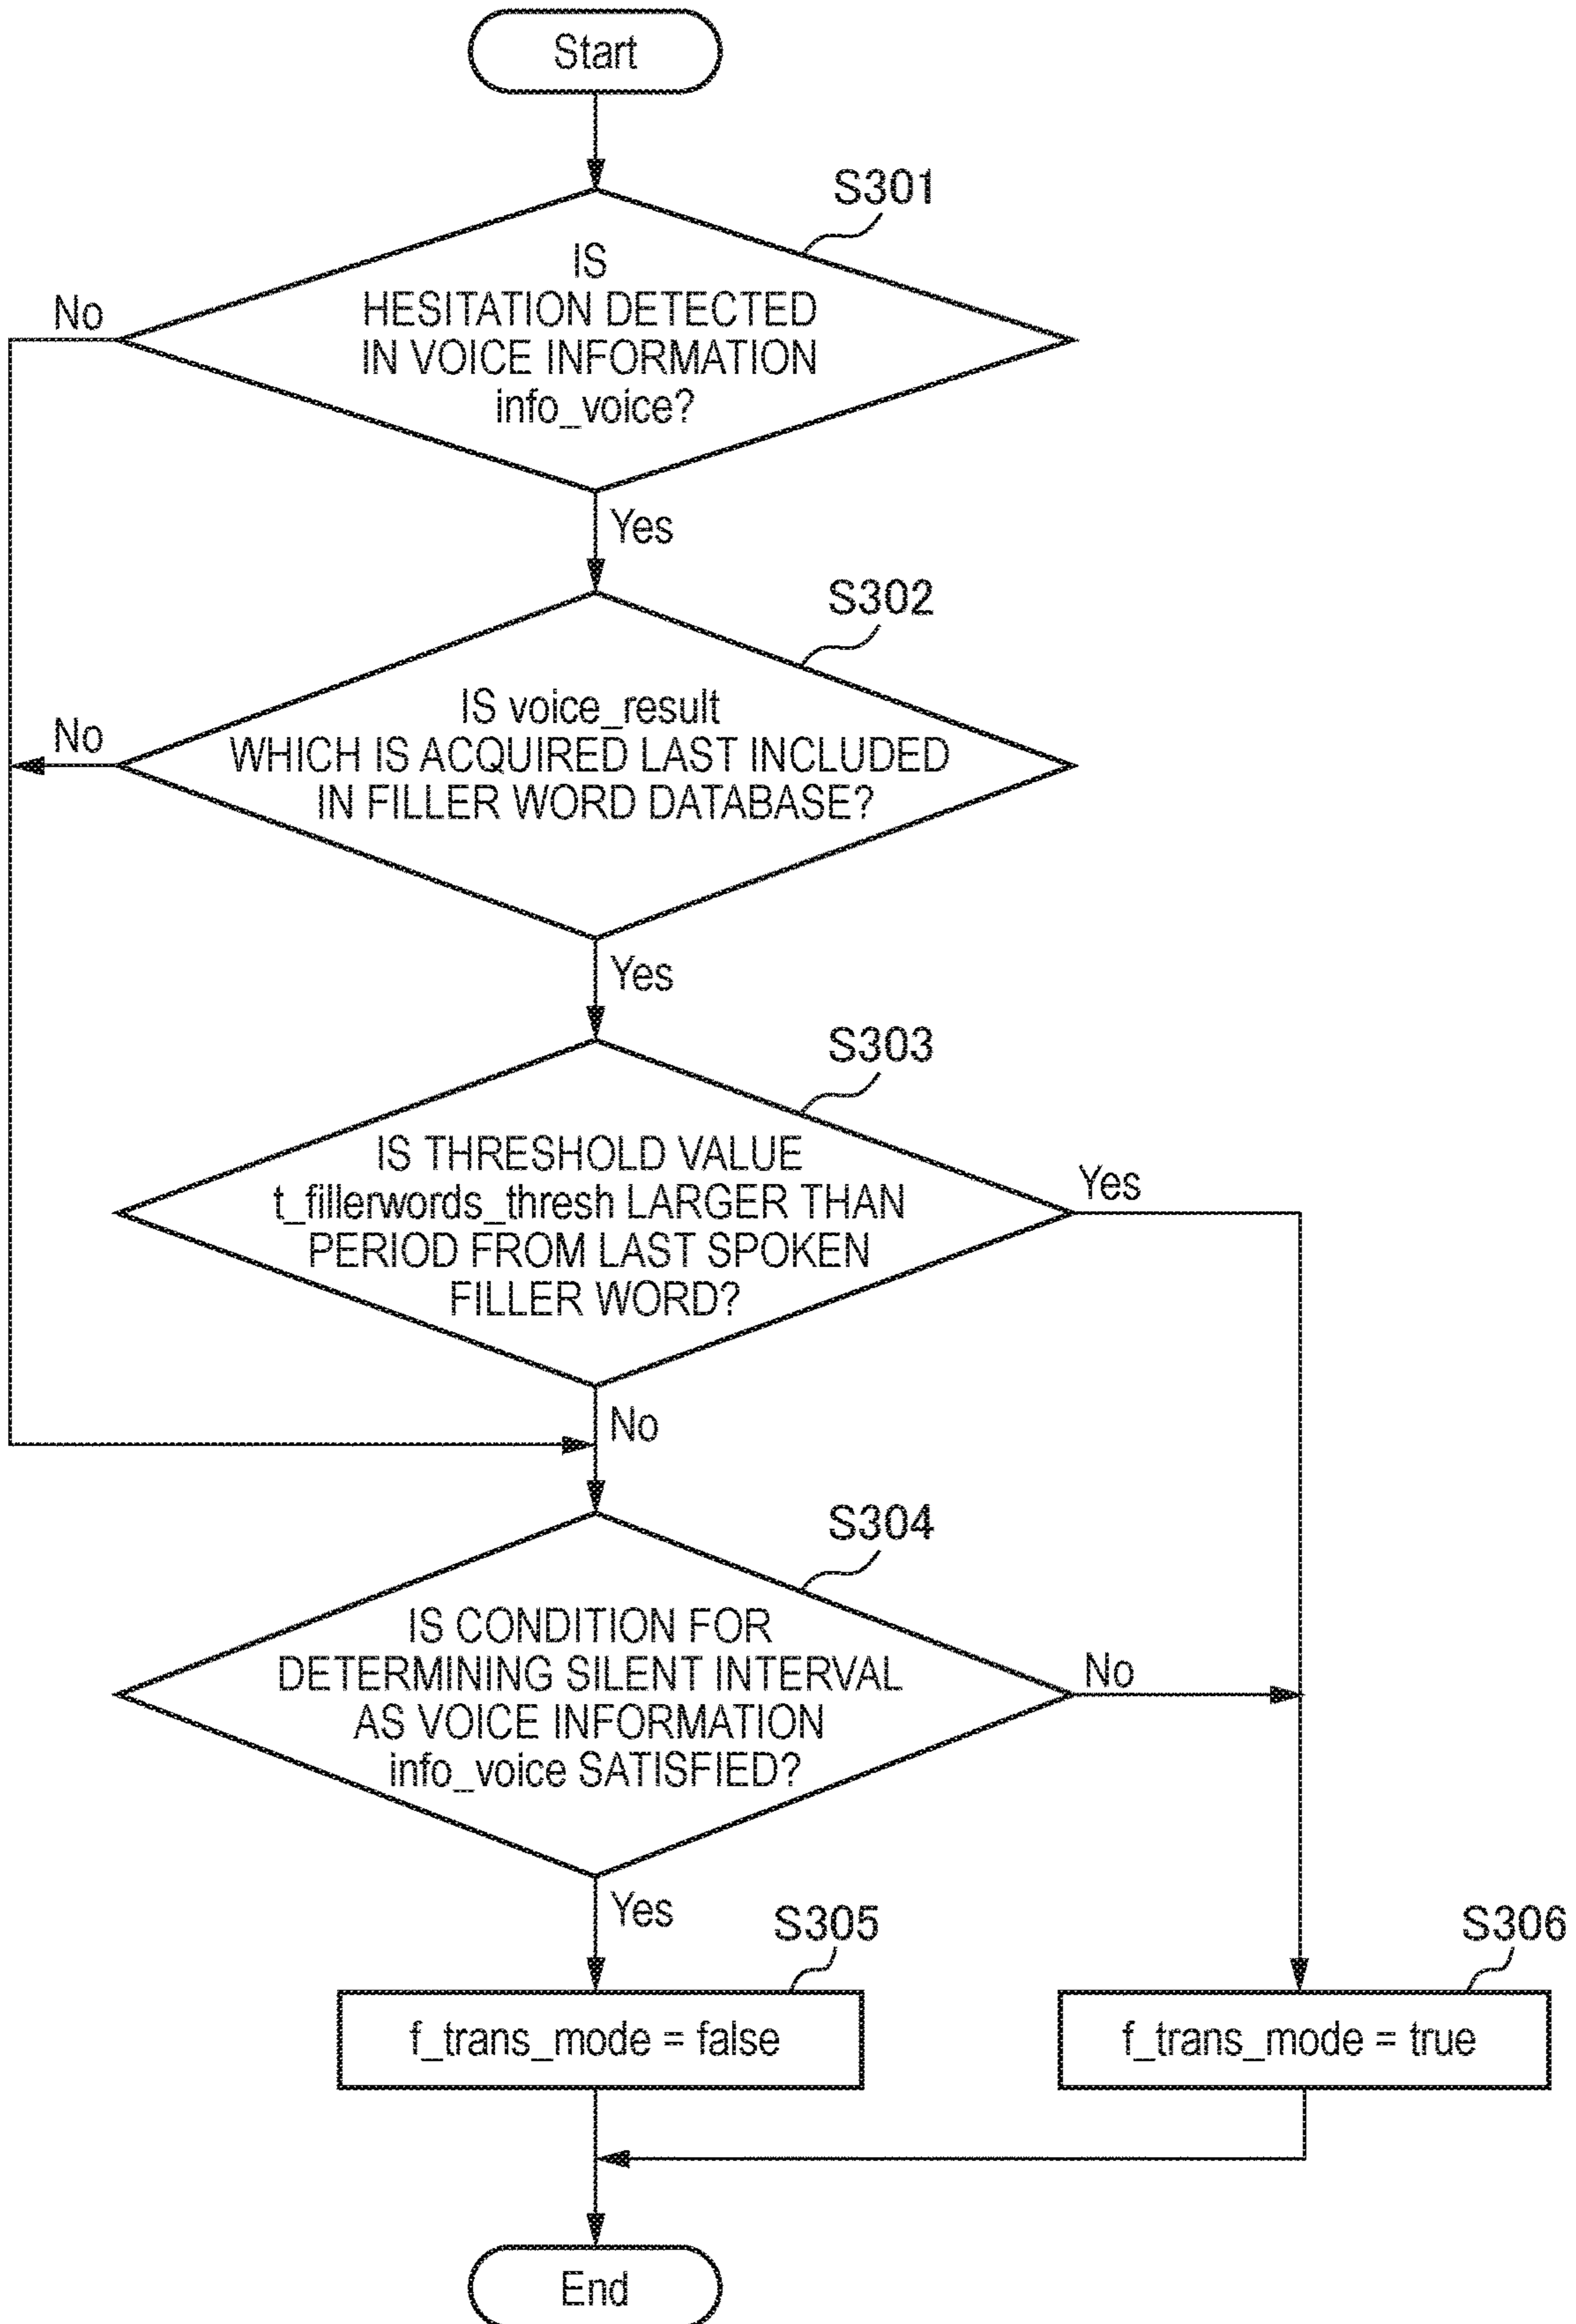 Start
S301
IS
HESITATION DETECTED
IN VOICE INFORMATION
info_voice?
No
Yes
S302
IS voice_result
WHICH IS ACQUIRED LAST INCLUDED
IN FILLER WORD DATABASE?
No
Yes
S303
IS THRESHOLD VALUE
t_fillerwords_thresh LARGER THAN
PERIOD FROM LAST SPOKEN
FILLER WORD?
Yes
No
S304
IS CONDITION FOR
DETERMINING SILENT INTERVAL
AS VOICE INFORMATION
info_voice SATISFIED?
No
Yes
S305
f_trans_mode = false
S306
f_trans_mode = true
End